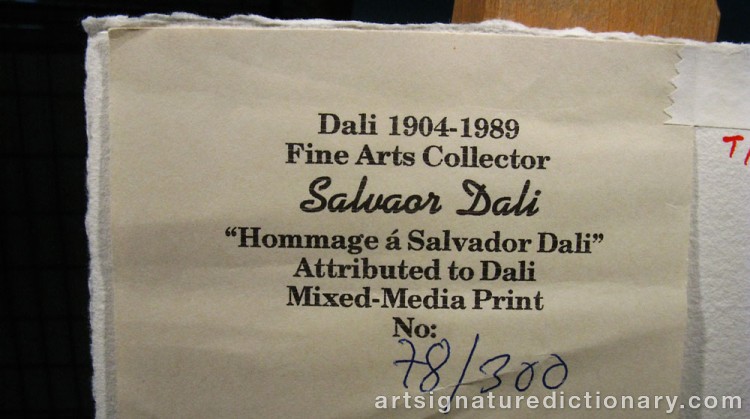 Dali 1904-1989
Fine Arts Collector
Salvaor Dali
“Hommage á Salvador Dali”
Attributed to Dali
Mixed-Media Print
No:
78/300
artsignaturedictionary.com